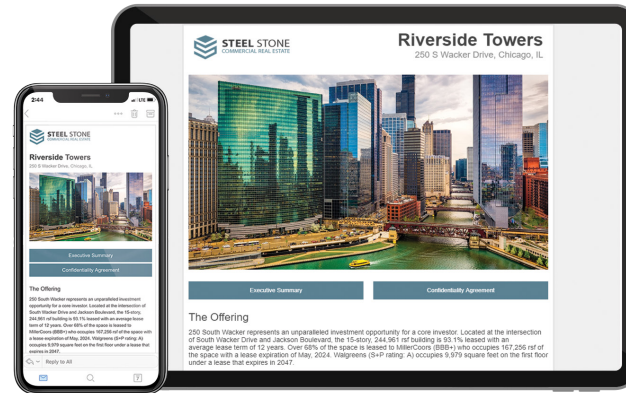 STEEL STONE
COMMERCIAL REAL ESTATE
Riverside Towers
250 S Wacker Drive, Chicago, IL
Executive Summary
Confidentiality Agreement
The Offering
250 South Wacker represents an unparalleled investment opportunity for a core investor. Located at the intersection
of South Wacker Drive and Jackson Boulevard, the 15-story, 244,961 rsf building is 93.1% leased with an
average lease term of 12 years. Over 68% of the space is leased to MillerCoors (BBB+) who occupies 167,256 rsf of
the space with a lease expiration of May, 2024. Walgreens (S+P rating: A) occupies 9,979 square feet on the first floor
under a lease that expires in 2047.
2:44
LTE
STEEL STONE
COMMERCIAL REAL ESTATE
Riverside Towers
250 S Wacker Drive, Chicago, IL
Executive Summary
Confidentiality Agreement
The Offering
250 South Wacker represents an unparalleled investment
opportunity for a core investor. Located at the intersection of
South Wacker Drive and Jackson Boulevard, the 15-story,
244,961 rsf building is 93.1% leased with an average lease
term of 12 years. Over 68% of the space is leased to
MillerCoors (BBB+) who occupies 167,256 rsf of the space with
a lease expiration of May, 2024. Walgreens (S+P rating: A)
occupies 9,979 square feet on the first floor under a lease that
expires in 2047.
Reply to All
?